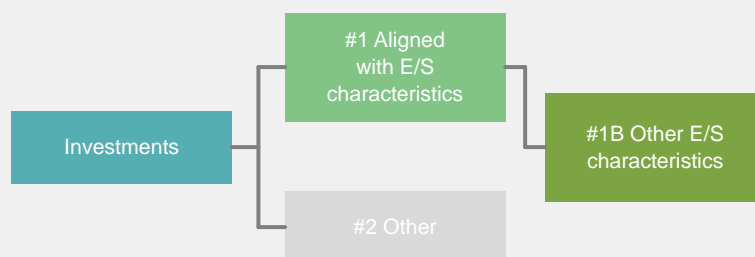 #1 Aligned
with E/S
characteristics
Investments
#1B Other E/S
characteristics
#2 Other